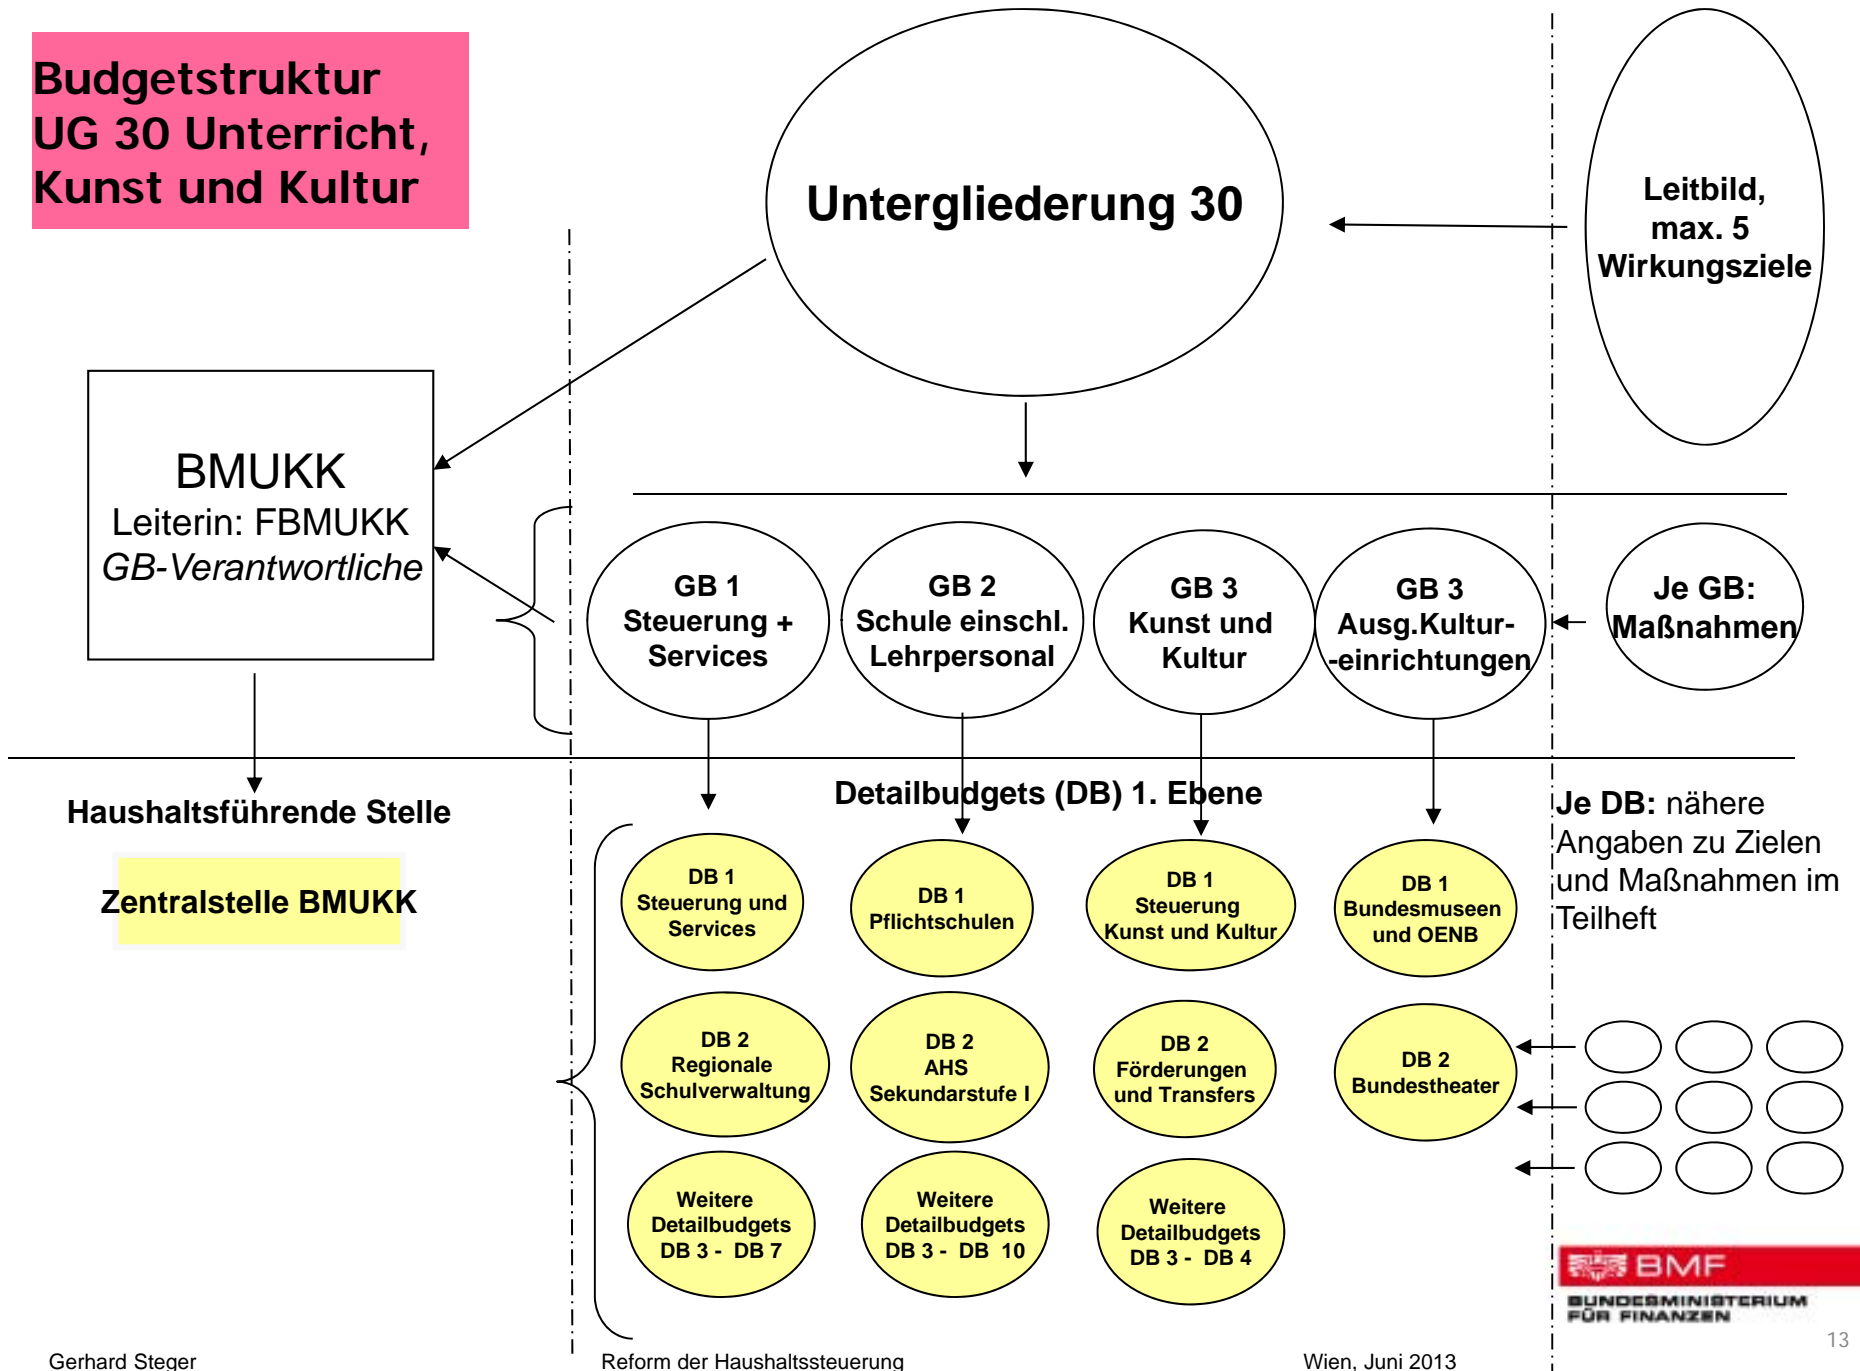 Budgetstruktur
UG 30 Unterricht,
Kunst und Kultur
Untergliederung 30
Leitbild,
max. 5
Wirkungsziele
BMUKK
Leiterin: FBMUKK
GB-Verantwortliche
GB 1
Steuerung +
Services
GB 2
Schule einschl.
Lehrpersonal
GB 3
Kunst und
Kultur
GB 3
Ausg.Kultur-
-einrichtungen
Je GB:
Maßnahmen
Haushaltsführende Stelle
Zentralstelle BMUKK
Detailbudgets (DB) 1. Ebene
Je DB: nähere
Angaben zu Zielen
und Maßnahmen im
Teilheft
DB 1
Steuerung und
Services
DB 1
Pflichtschulen
DB 1
Steuerung
Kunst und Kultur
DB 1
Bundesmuseen
und OENB
DB 2
Regionale
Schulverwaltung
DB 2
AHS
Sekundarstufe I
DB 2
Förderungen
und Transfers
DB 2
Bundestheater
Weitere
Detailbudgets
DB 3 - DB 7
Weitere
Detailbudgets
DB 3 - DB 10
Weitere
Detailbudgets
DB 3 - DB 4
BMF
BUNDESMINISTERIUM
FÜR FINANZEN
13
Gerhard Steger
Reform der Haushaltssteuerung
Wien, Juni 2013